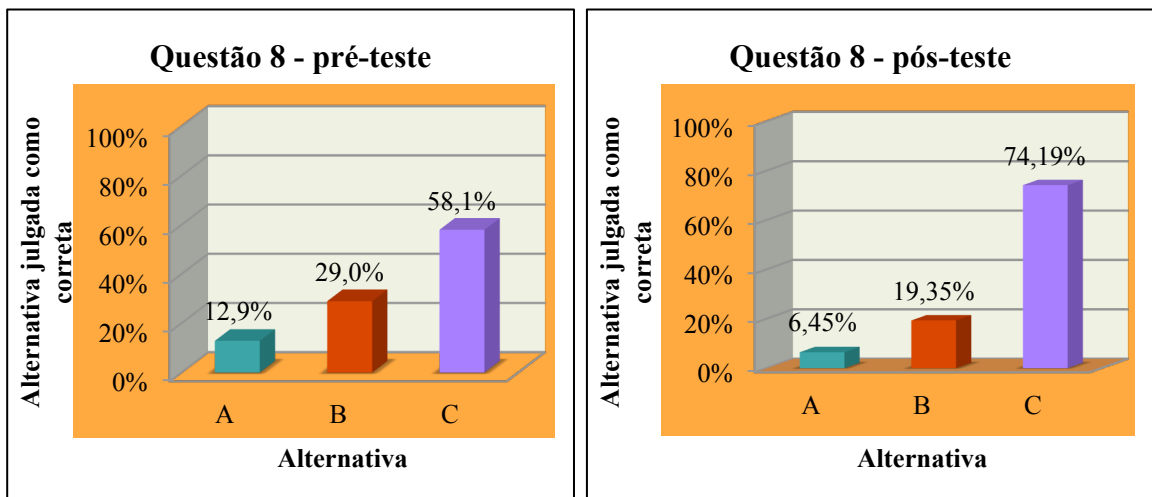 Questão 8 - pré-teste
Alternativa julgada como
correta
100%
80%
60%
40%
20%
0%
12,9%
29,0%
58,1%
A
B
C
Alternativa
Questão 8 - pós-teste
Alternativa julgada como
correta
100%
80%
60%
40%
20%
0%
6,45%
19,35%
74,19%
A
B
C
Alternativa